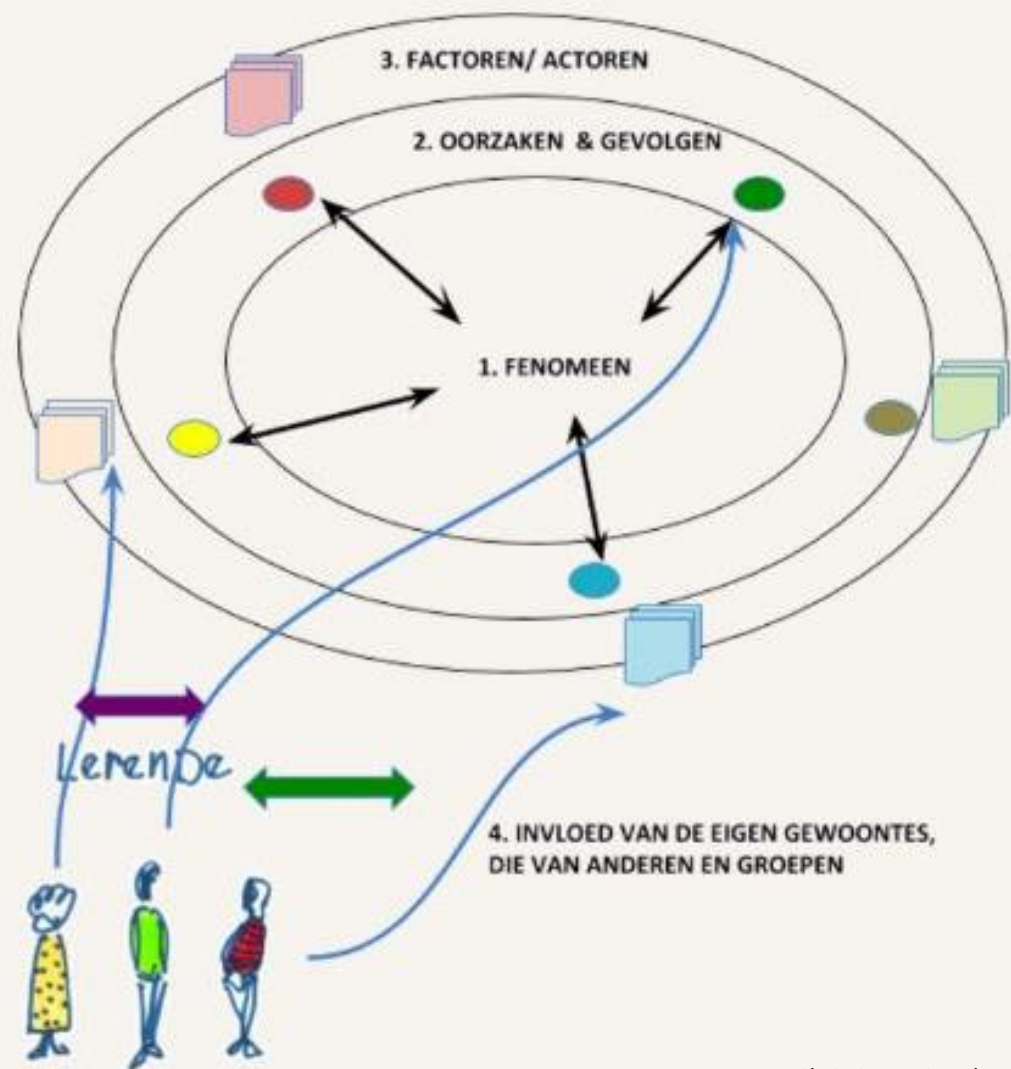 3. FACTOREN/ ACTOREN
2. OORZAKEN & GEVOLGEN
1. FENOMEEN
Lerende
4. INVLOED VAN DE EIGEN GEWOONTES,
DIE VAN ANDEREN EN GROEPEN